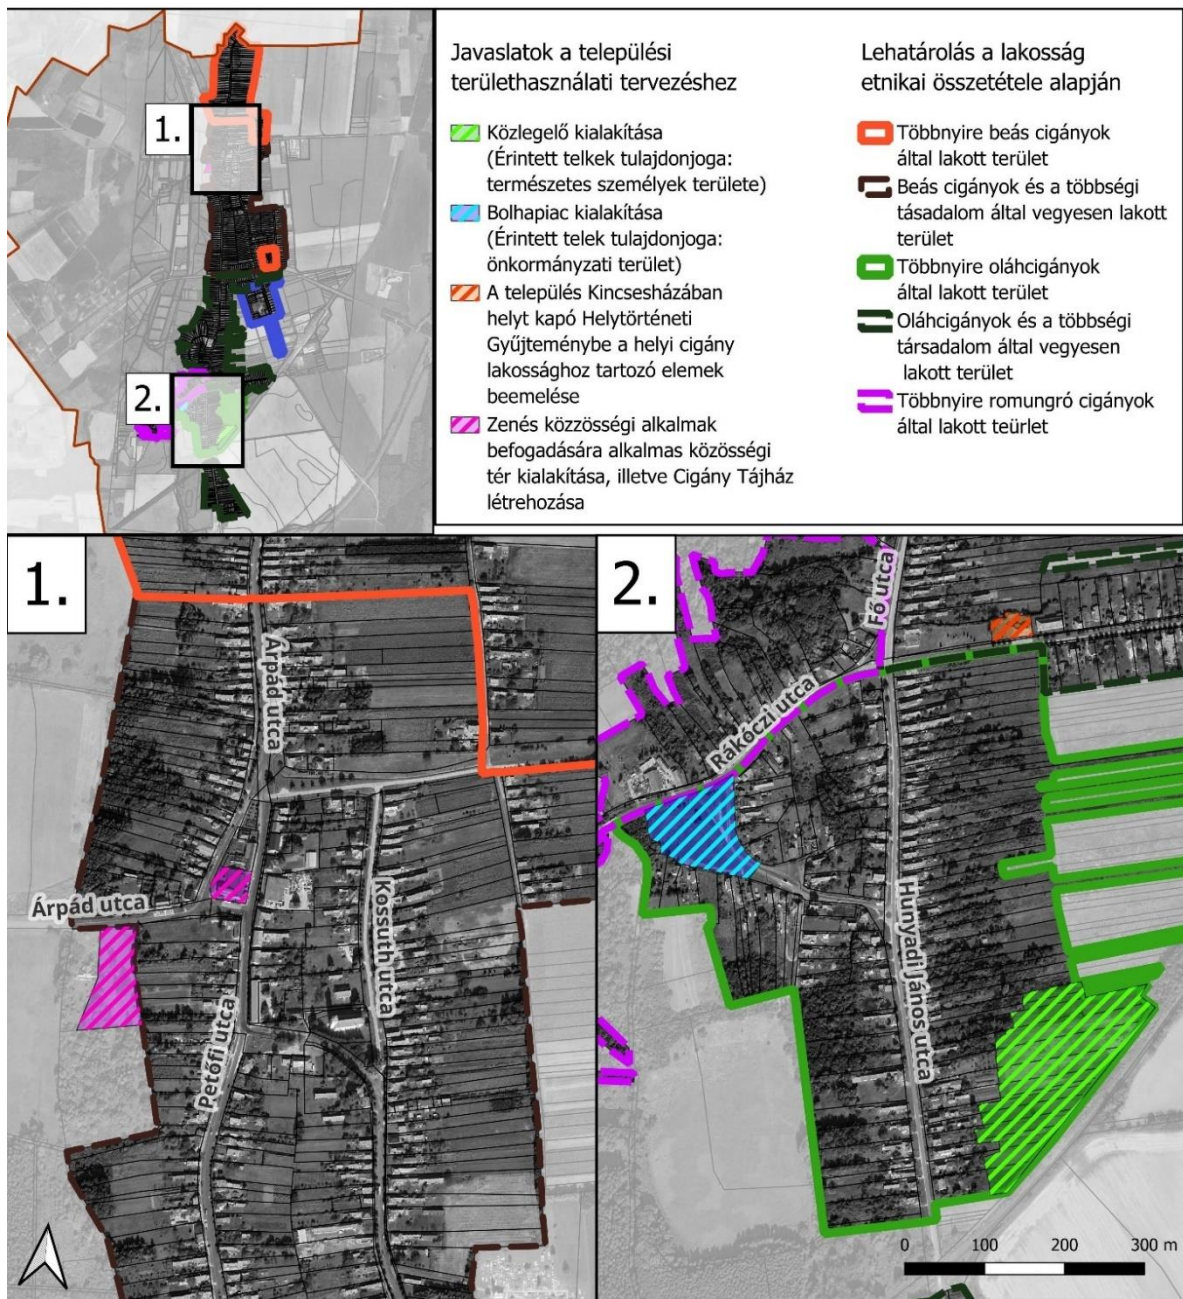 1.
2.
Javaslatok a települési
területhasználati tervezéshez
Közlegelő kialakítása
(Érintett telkek tulajdonjoga:
természetes személyek területe)
Bolhapiac kialakítása
(Érintett telek tulajdonjoga:
önkormányzati terület)
A település Kincsesházában
helyt kapó Helytörténeti
Gyűjteménybe a helyi cigány
lakossághoz tartozó elemek
beemelése
Zenés közzösségi alkalmak
befogadására alkalmas közösségi
tér kialakítása, illetve Cigány Tájház
létrehozása
Lehatárolás a lakosság
etnikai összetétele alapján
Többnyire beás cigányok
által lakott terület
Beás cigányok és a többségi
tásadalom által vegyesen lakott
terület
Többnyire oláhcigányok
által lakott terület
Oláhcigányok és a többségi
társadalom által vegyesen
lakott terület
Többnyire romungró cigányok
által lakott teürlet
1.
Árpád utca
Árpád utca
Kossuth utca
Petőfi utca
2.
Fő utca
Rákóczi utca
Hunyadi János utca
0 100 200 300 m